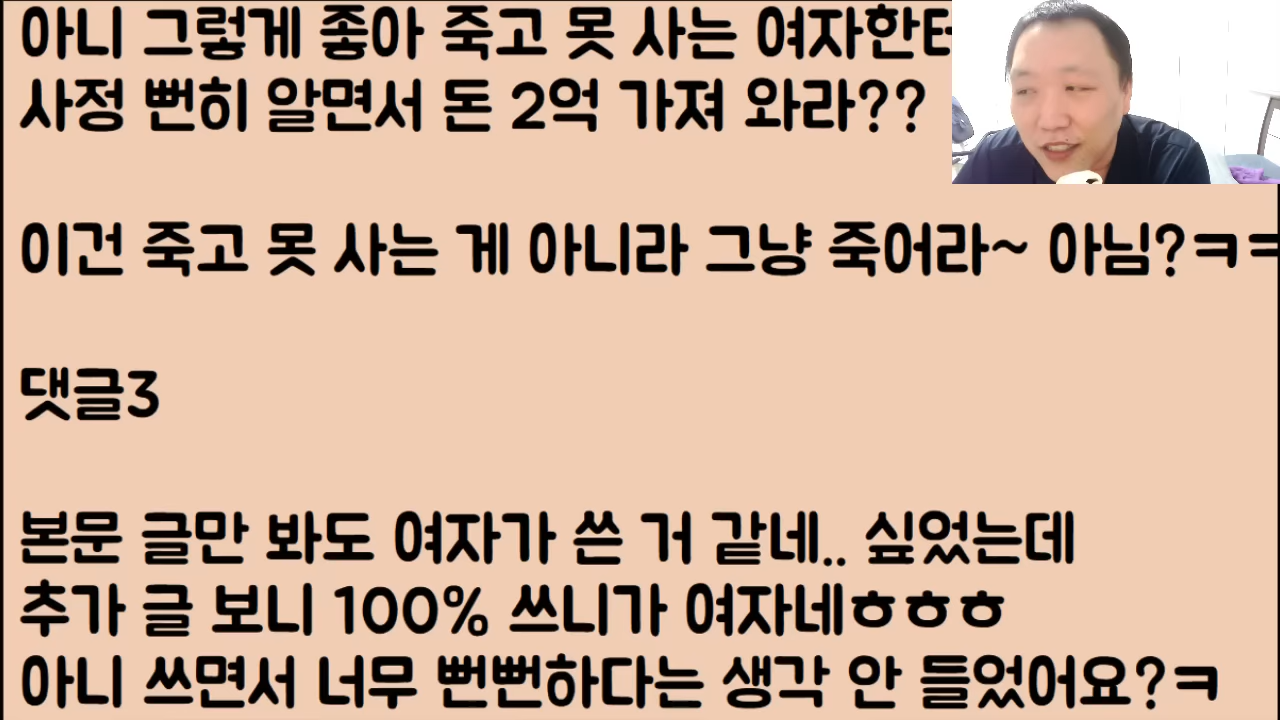 아니 그렇게 좋아 죽고 못 사는 여자한터
사정 뻔히 알면서 돈 2억 가져 와라??
이건 죽고 못 사는 게 아니라 그냥 죽어라~ 아님?ㅋㅋ
댓글3
본문 글만 봐도 여자가 쓴 거 같네.. 싶었는데
추가 글 보니 100% 쓰니가 여자네ㅎㅎㅎ
아니 쓰면서 너무 뻔뻔하다는 생각 안 들었어요?ㅋ